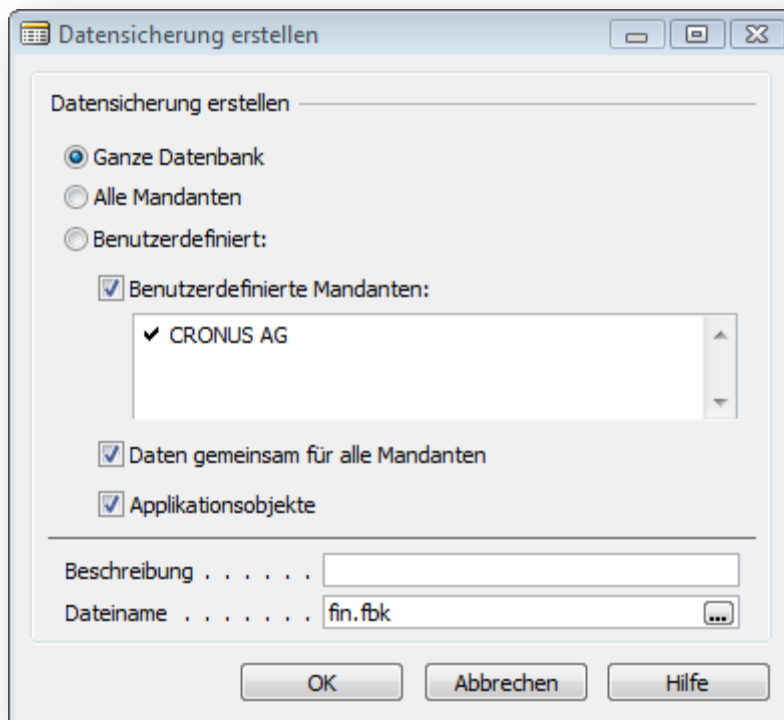 Datensicherung erstellen
Datensicherung erstellen
Ganze Datenbank
Alle Mandanten
Benutzerdefiniert:
Benutzerdefinierte Mandanten:
CRONUS AG
Daten gemeinsam für alle Mandanten
Applikationsobjekte
Beschreibung . . . . . .
Dateiname . . . . . . . fin.fbk ...
OK Abbrechen Hilfe